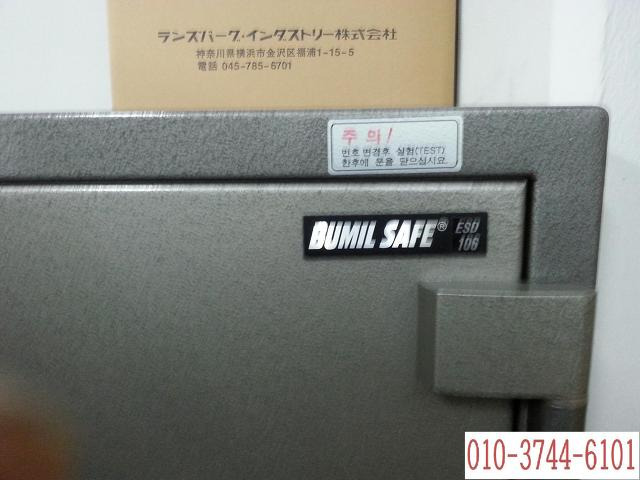 ランズバーグ・インダストリー株式会社
神奈川県横浜市金沢区福浦1-15-5
電話 045-785-6701
주 의 !
번호 변경후 실험(TEST)
한후에 문을 닫으십시요.
BUMIL SAFE® ESD
106
010-3744-6101